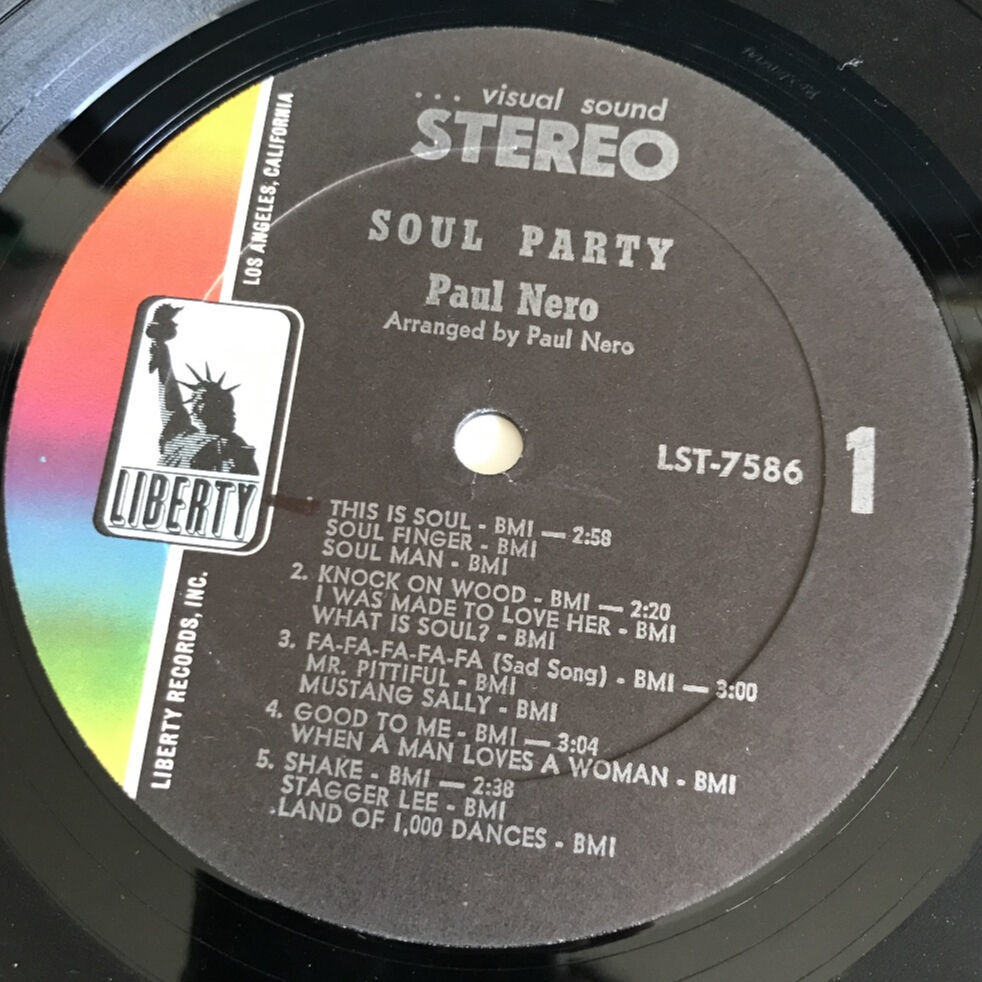 ... visual sound
STEREO
SOUL PARTY
Paul Nero
Arranged by Paul Nero
LOS ANGELES, CALIFORNIA
LIBERTY
LIBERTY RECORDS, INC.
LST-7586
1
THIS IS SOUL - BMI — 2:58
SOUL FINGER - BMI
SOUL MAN - BMI
2. KNOCK ON WOOD - BMI — 2:20
I WAS MADE TO LOVE HER - BMI
WHAT IS SOUL? - BMI
3. FA-FA-FA-FA-FA (Sad Song) - BMI — 3:00
MR. PITTIFUL - BMI
MUSTANG SALLY - BMI
4. GOOD TO ME - BMI — 3:04
WHEN A MAN LOVES A WOMAN - BMI
5. SHAKE - BMI — 2:38
STAGGER LEE - BMI
LAND OF 1,000 DANCES - BMI